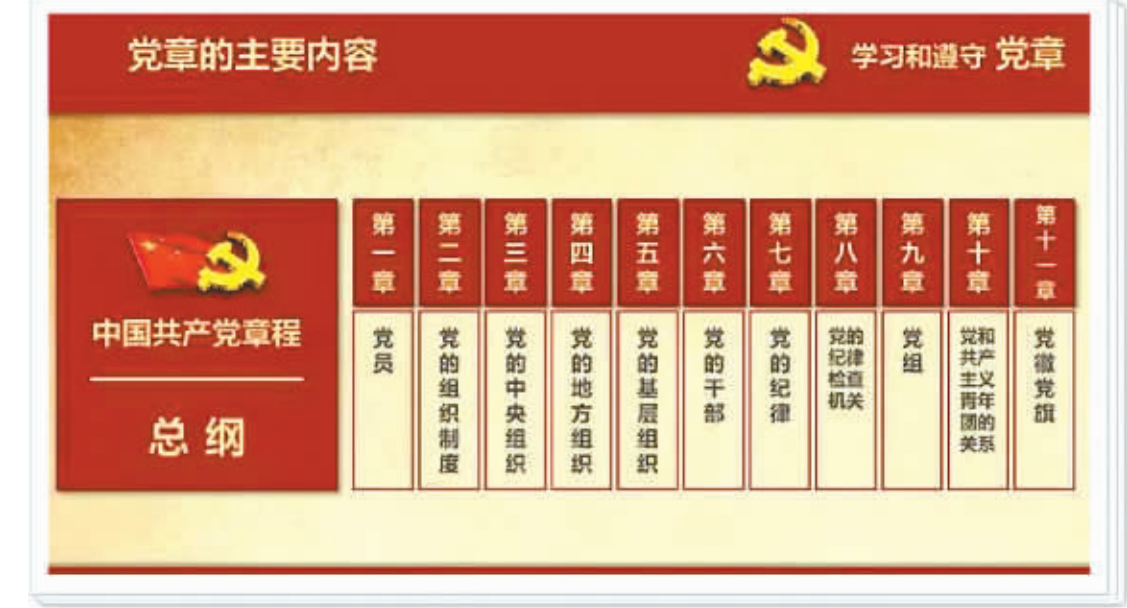 党章的主要内容
学习和遵守 党章
中国共产党章程
总纲
第一章
党员
第二章
党的组织制度
第三章
党的中央组织
第四章
党的地方组织
第五章
党的基层组织
第六章
党的干部
第七章
党的纪律
第八章
党的
纪律
检查
机关
第九章
党组
第十章
党和
共产
主义
青年
团的
关系
第十一章
党徽党旗